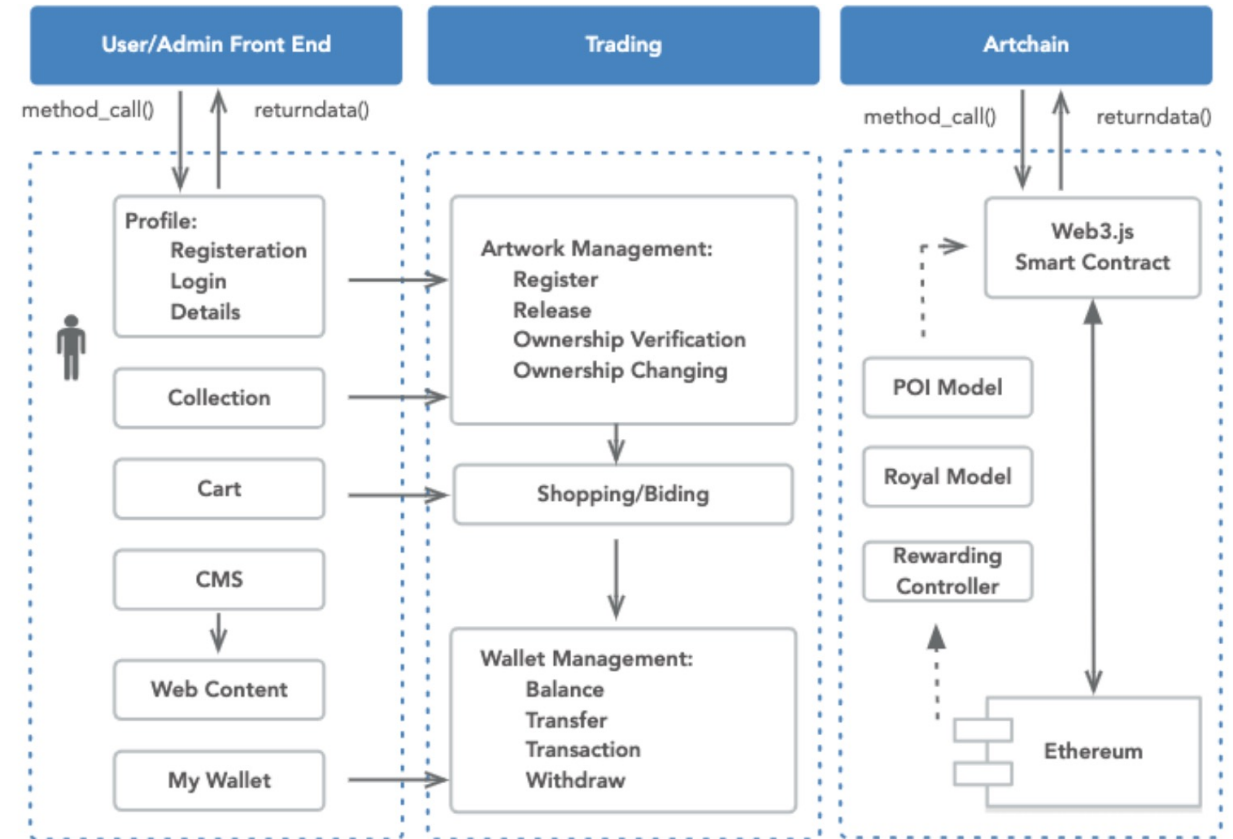 User/Admin Front End
Trading
Artchain
method_call()
returndata()
method_call()
returndata()
Profile:
Registeration
Login
Details
Collection
Cart
CMS
Web Content
My Wallet
Artwork Management:
Register
Release
Ownership Verification
Ownership Changing
Shopping/Biding
Wallet Management:
Balance
Transfer
Transaction
Withdraw
Web3.js
Smart Contract
POI Model
Royal Model
Rewarding
Controller
Ethereum